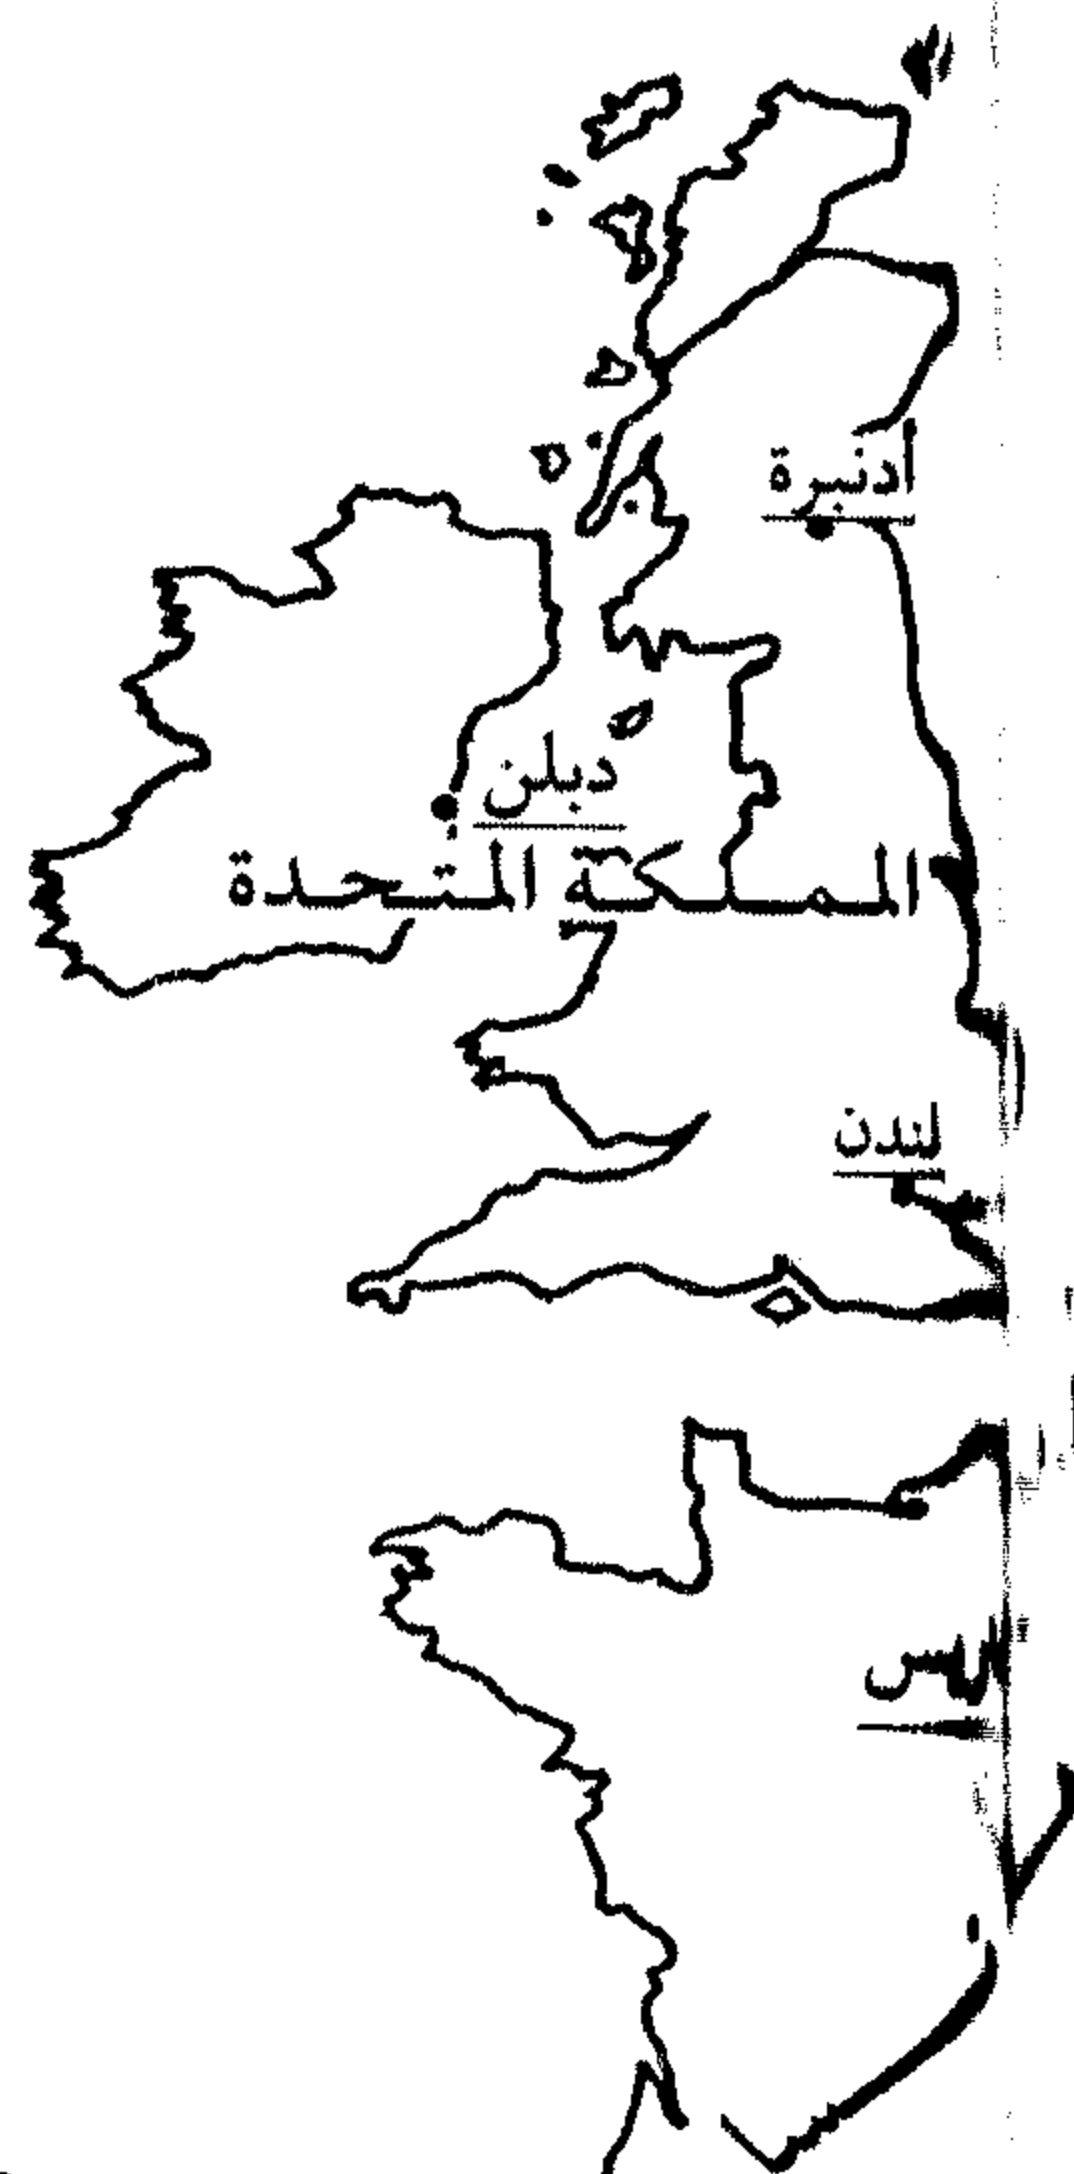 أدنبرة
دبلن
المملكة المتحدة
لندن